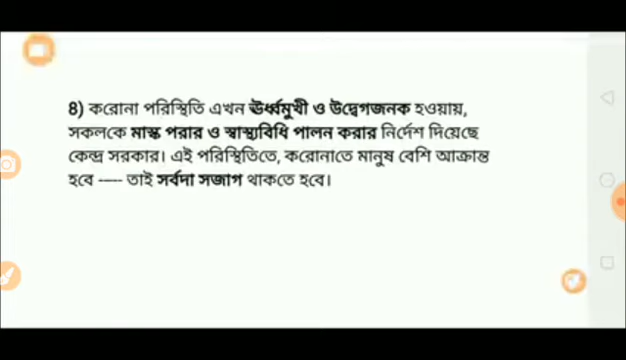 8) করোনা পরিস্থিতি এখন ঊর্ধ্বমুখী ও উদ্বেগজনক হওয়ায়,
সকলকে মাস্ক পরার ও স্বাস্থ্যবিধি পালন করার নির্দেশ দিয়েছে
কেন্দ্র সরকার। এই পরিস্থিতিতে, করোনাতে মানুষ বেশি আক্রান্ত
হবে ---- তাই সর্বদা সজাগ থাকতে হবে।